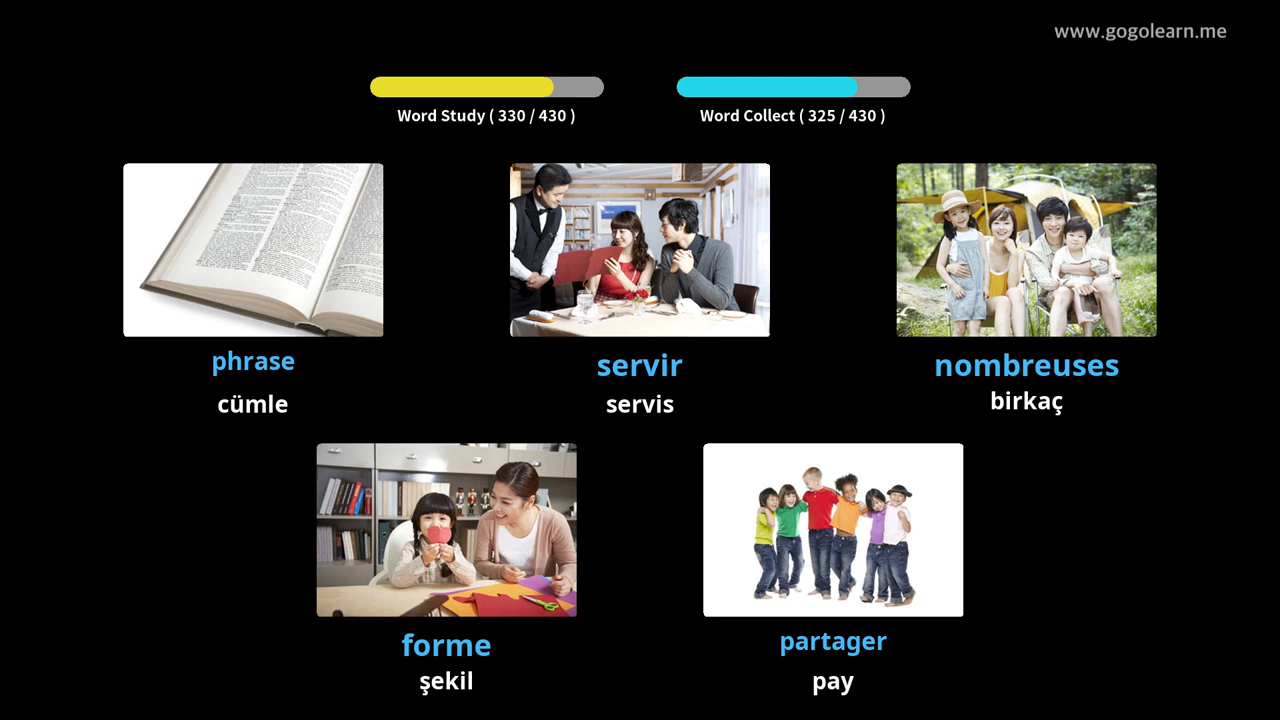 www.gogolearn.me
Word Study ( 330 / 430 )
Word Collect ( 325 / 430 )
phrase
cümle
servir
servis
nombreuses
birkaç
forme
şekil
partager
pay